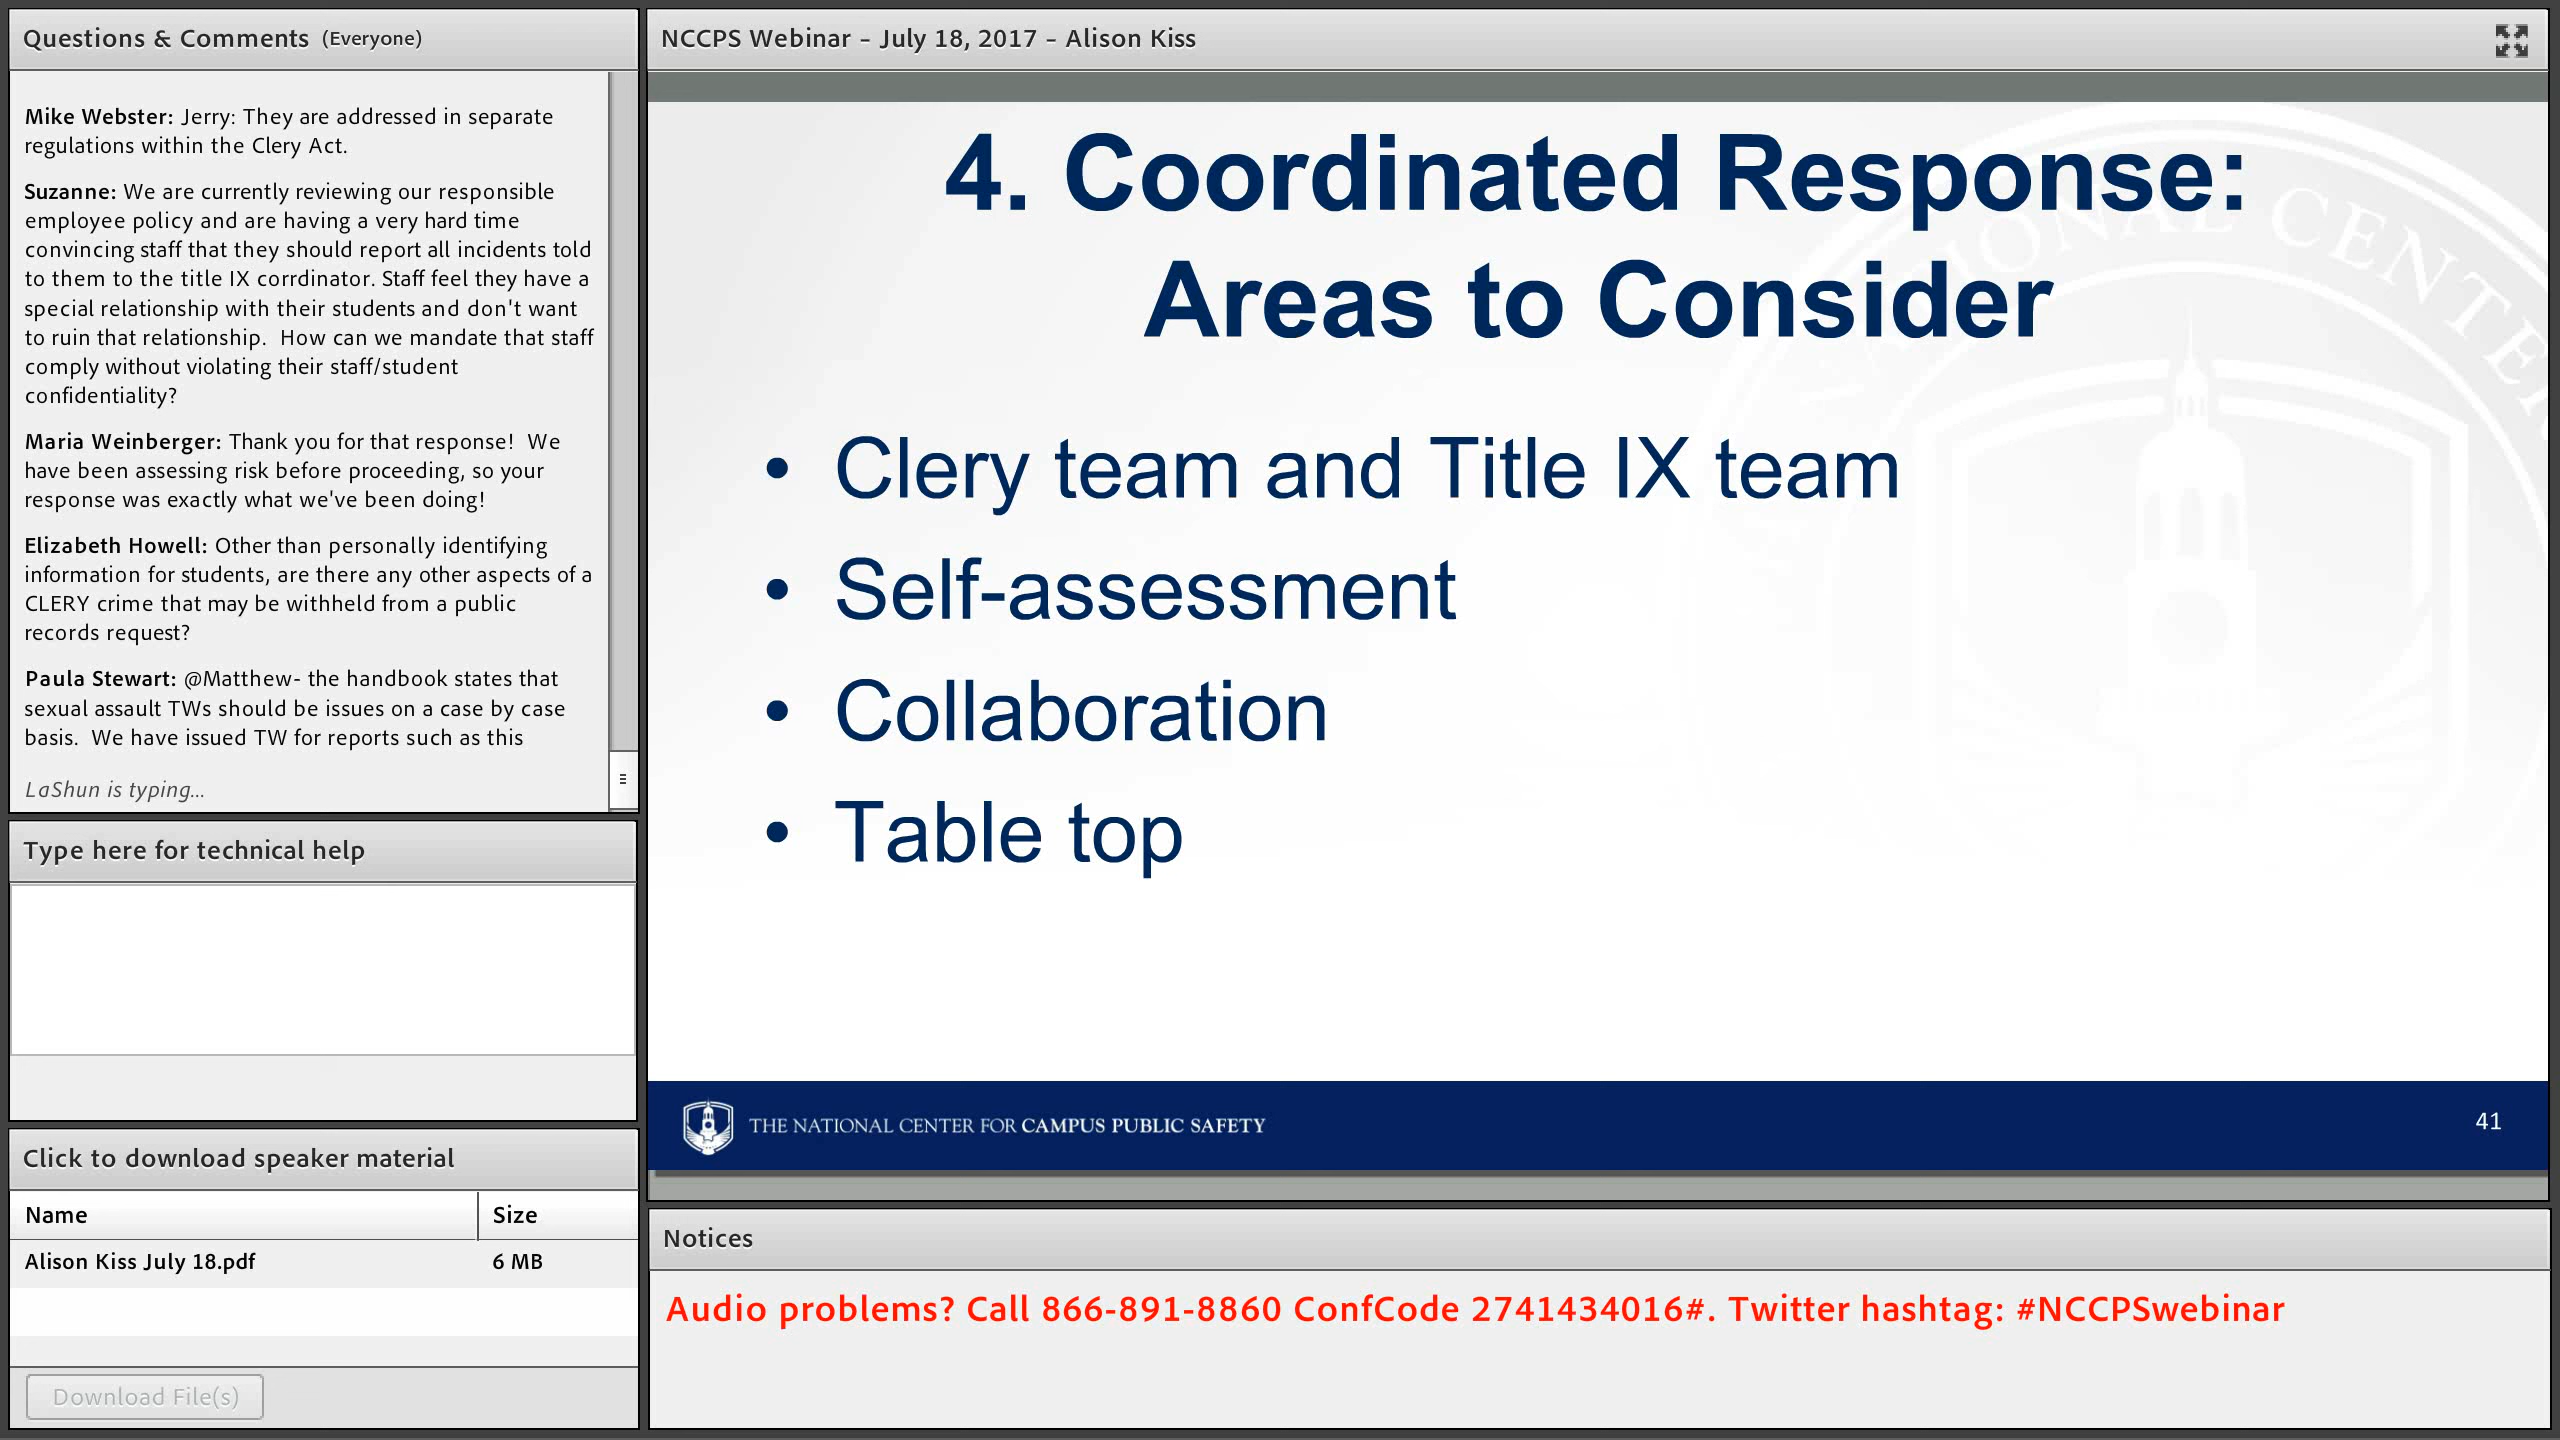 Questions & Comments (Everyone)
Mike Webster: Jerry: They are addressed in separate
regulations within the Clery Act.
Suzanne: We are currently reviewing our responsible
employee policy and are having a very hard time
convincing staff that they should report all incidents told
to them to the title IX corrdinator. Staff feel they have a
special relationship with their students and don't want
to ruin that relationship.  How can we mandate that staff
comply without violating their staff/student
confidentiality?
Maria Weinberger: Thank you for that response!  We
have been assessing risk before proceeding, so your
response was exactly what we've been doing!
Elizabeth Howell: Other than personally identifying
information for students, are there any other aspects of a
CLERY crime that may be withheld from a public
records request?
Paula Stewart: @Matthew- the handbook states that
sexual assault TWs should be issues on a case by case
basis.  We have issued TW for reports such as this
LaShun is typing...
Type here for technical help
Click to download speaker material
Name Size
Alison Kiss July 18.pdf 6 MB
Download File(s)
NCCPS Webinar – July 18, 2017 – Alison Kiss
4. Coordinated Response:
Areas to Consider
• Clery team and Title IX team
• Self-assessment
• Collaboration
• Table top
NATIONAL CENTER
THE NATIONAL CENTER FOR CAMPUS PUBLIC SAFETY
41
Notices
Audio problems? Call 866-891-8860 ConfCode 2741434016#. Twitter hashtag: #NCCPSwebinar